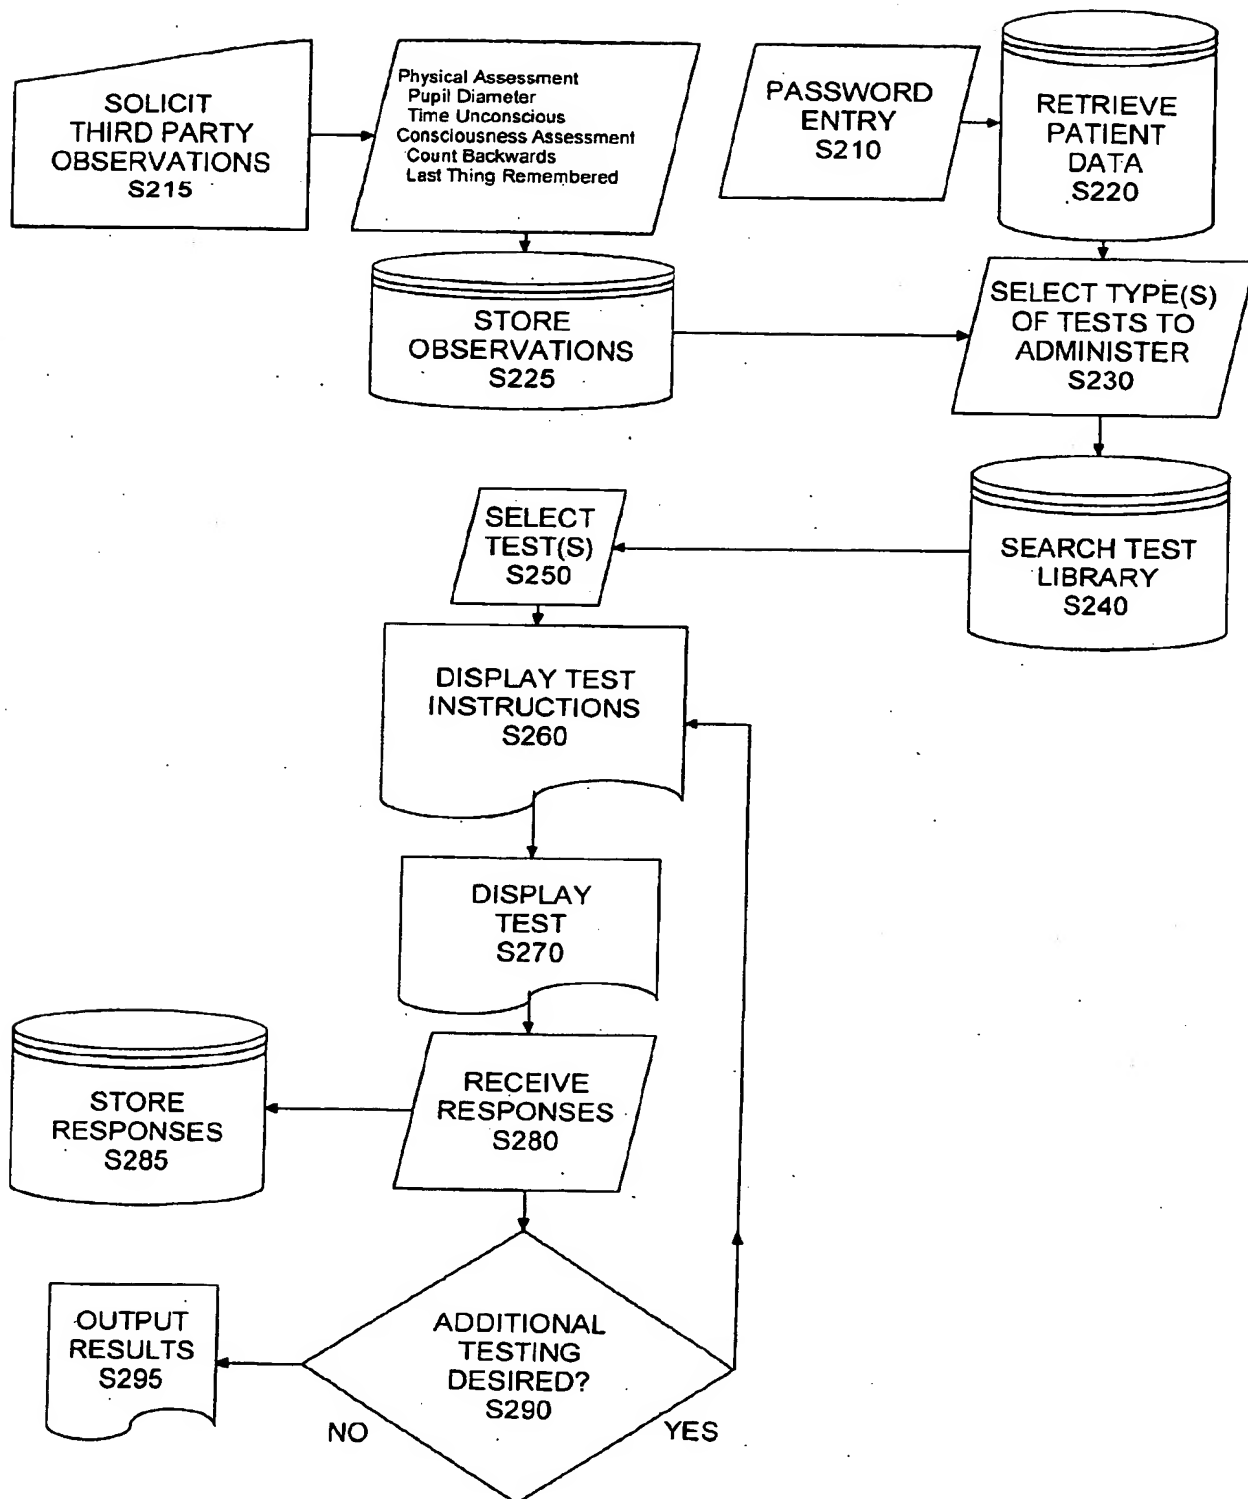 SOLICIT
THIRD PARTY
OBSERVATIONS
S215
Physical Assessment
Pupil Diameter
Time Unconscious
Consciousness Assessment
Count Backwards
Last Thing Remembered
PASSWORD
ENTRY
S210
RETRIEVE
PATIENT
DATA
S220
STORE
OBSERVATIONS
S225
SELECT TYPE(S)
OF TESTS TO
ADMINISTER
S230
SEARCH TEST
LIBRARY
S240
SELECT
TEST(S)
S250
DISPLAY TEST
INSTRUCTIONS
S260
DISPLAY
TEST
S270
RECEIVE
RESPONSES
S280
STORE
RESPONSES
S285
ADDITIONAL
TESTING
DESIRED?
S290
OUTPUT
RESULTS
S295
NO
YES